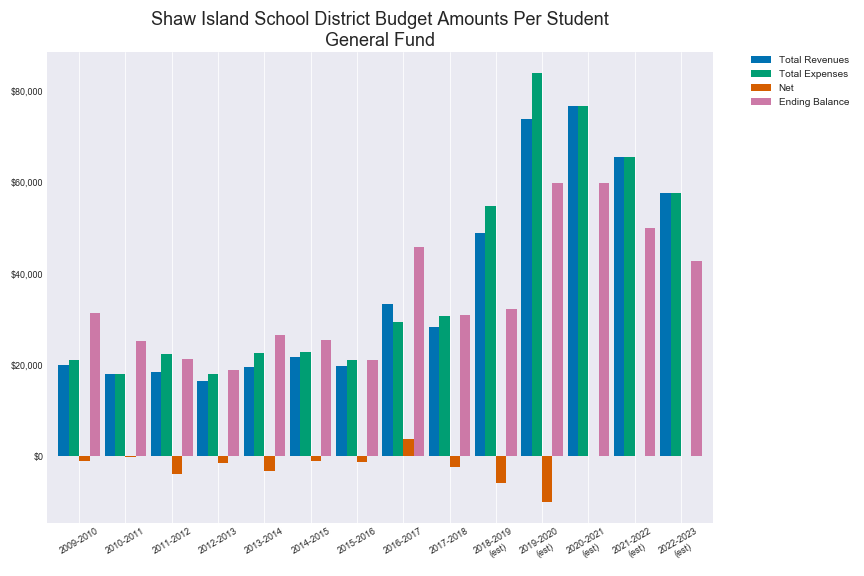 Shaw Island School District Budget Amounts Per Student
General Fund
Total Revenues
Total Expenses
Net
Ending Balance
$80,000
$60,000
$40,000
$20,000
$0
2009-2010
2010-2011
2011-2012
2012-2013
2013-2014
2014-2015
2015-2016
2016-2017
2017-2018
2018-2019
(est)
2019-2020
(est)
2020-2021
(est)
2021-2022
(est)
2022-2023
(est)